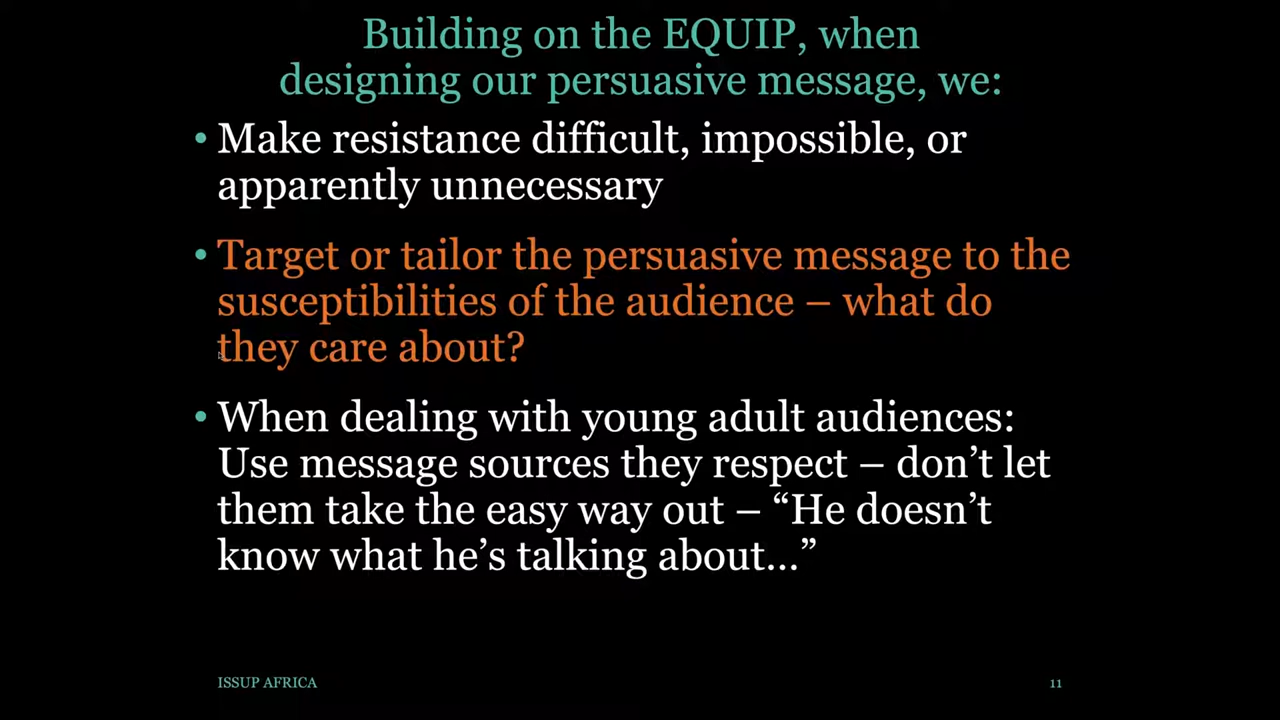 Building on the EQUIP, when
designing our persuasive message, we:
• Make resistance difficult, impossible, or
apparently unnecessary
• Target or tailor the persuasive message to the
susceptibilities of the audience – what do
they care about?
• When dealing with young adult audiences:
Use message sources they respect – don’t let
them take the easy way out – “He doesn’t
know what he’s talking about…”
ISSUP AFRICA
11